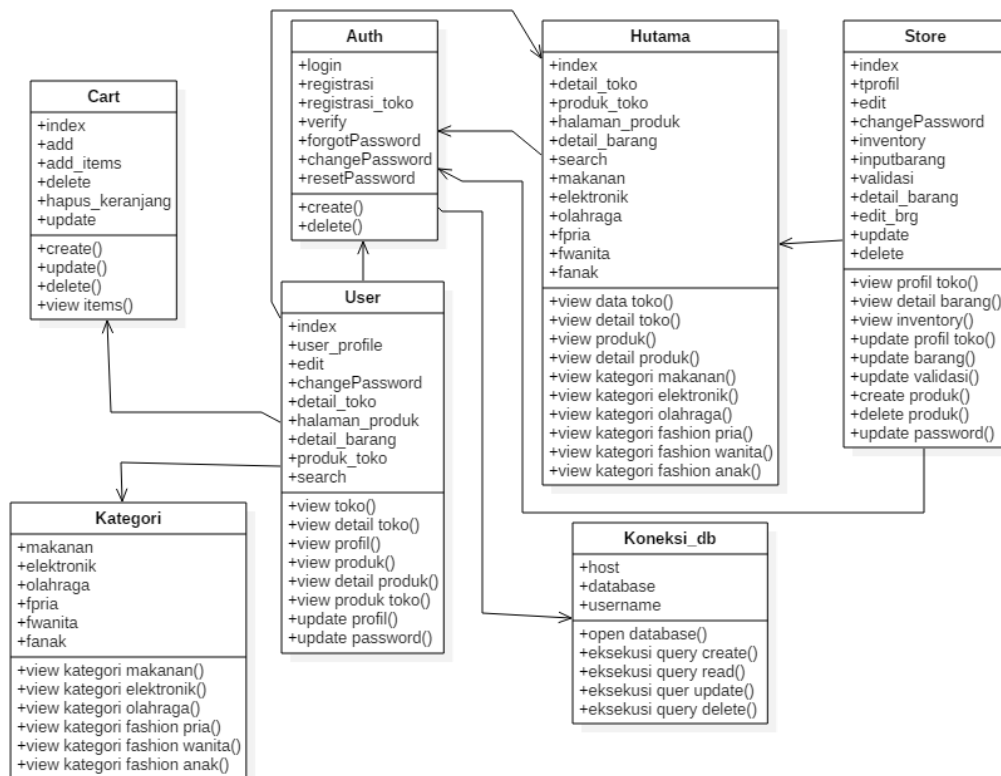 Cart
+index
+add
+add_items
+delete
+hapus_keranjang
+update
+create()
+update()
+delete()
+view items()
Auth
+login
+registrasi
+registrasi_toko
+verify
+forgotPassword
+changePassword
+resetPassword
+create()
+delete()
Hutama
+index
+detail_toko
+produk_toko
+halaman_produk
+detail_barang
+search
+makanan
+elektronik
+olahraga
+fpria
+fwanita
+fanak
+view data toko()
+view detail toko()
+view produk()
+view detail produk()
+view kategori makanan()
+view kategori elektronik()
+view kategori olahraga()
+view kategori fashion pria()
+view kategori fashion wanita()
+view kategori fashion anak()
Store
+index
+tprofil
+edit
+changePassword
+inventory
+inputbarang
+validasi
+detail_barang
+edit_brg
+update
+delete
+view profil toko()
+view detail barang()
+view inventory()
+update profil toko()
+update barang()
+update validasi()
+create produk()
+delete produk()
+update password()
User
+index
+user_profile
+edit
+changePassword
+detail_toko
+halaman_produk
+detail_barang
+produk_toko
+search
+view toko()
+view detail toko()
+view profil()
+view produk()
+view detail produk()
+view produk toko()
+update profil()
+update password()
Kategori
+makanan
+elektronik
+olahraga
+fpria
+fwanita
+fanak
+view kategori makanan()
+view kategori elektronik()
+view kategori olahraga()
+view kategori fashion pria()
+view kategori fashion wanita()
+view kategori fashion anak()
Koneksi_db
+host
+database
+username
+open database()
+eksekusi query create()
+eksekusi query read()
+eksekusi quer update()
+eksekusi query delete()